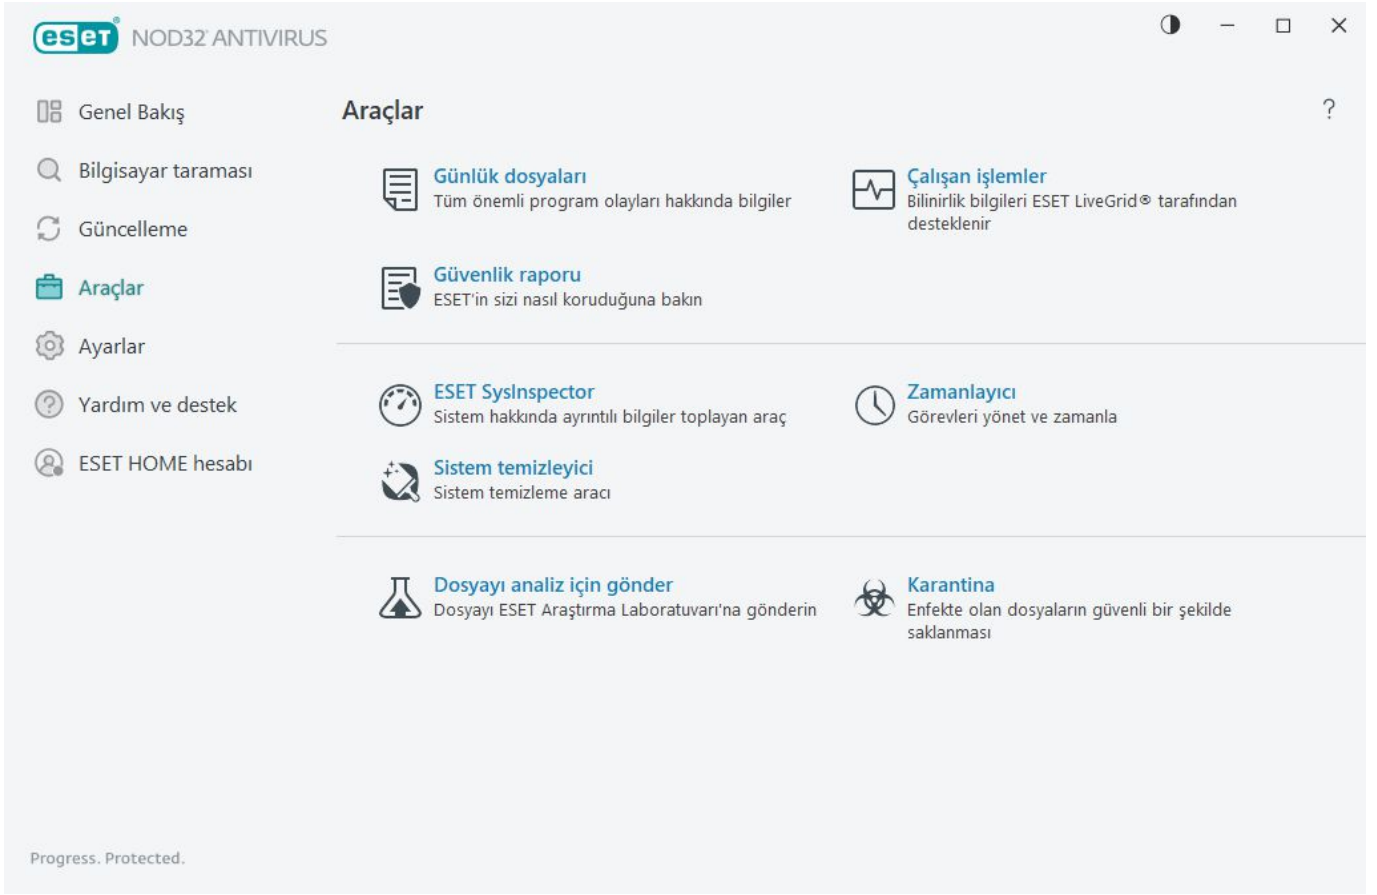 eset NOD32® ANTIVIRUS
Genel Bakış
Bilgisayar taraması
Güncelleme
Araçlar
Ayarlar
Yardım ve destek
ESET HOME hesabı
Araçlar
?
Günlük dosyaları
Tüm önemli program olayları hakkında bilgiler
Çalışan işlemler
Bilinirlik bilgileri ESET LiveGrid® tarafından
desteklenir
Güvenlik raporu
ESET'in sizi nasıl koruduğuna bakın
ESET SysInspector
Sistem hakkında ayrıntılı bilgiler toplayan araç
Zamanlayıcı
Görevleri yönet ve zamanla
Sistem temizleyici
Sistem temizleme aracı
Dosyayı analiz için gönder
Dosyayı ESET Araştırma Laboratuvarı'na gönderin
Karantina
Enfekte olan dosyaların güvenli bir şekilde
saklanması
Progress. Protected.